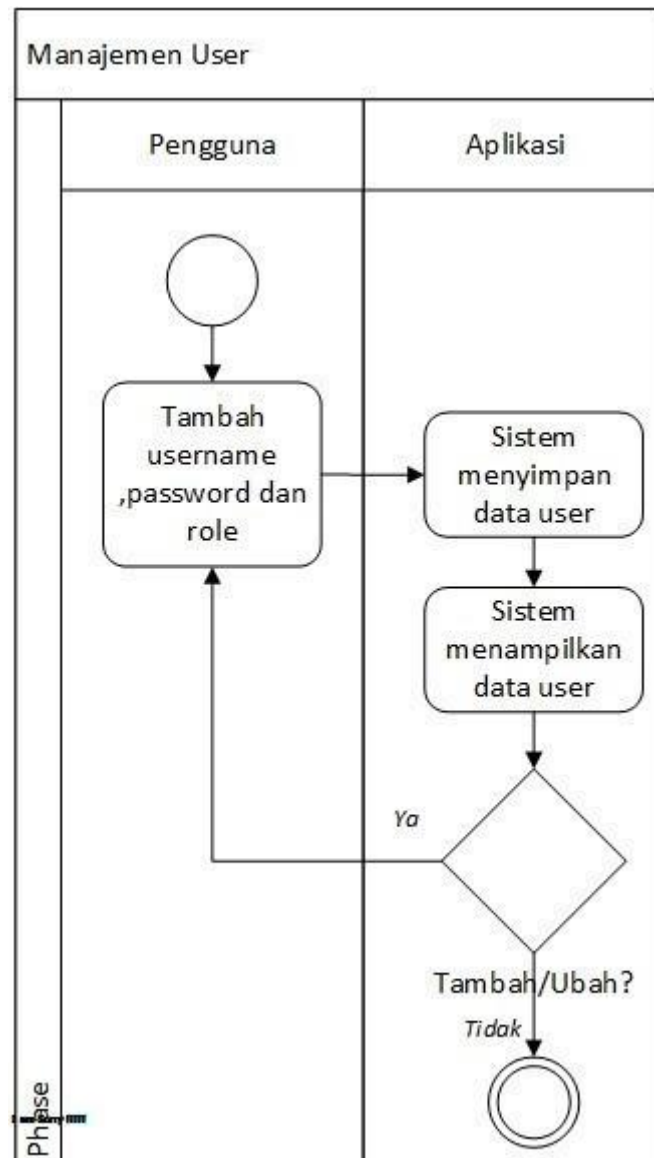 Manajemen User
Pengguna
Aplikasi
Tambah
username
,password dan
role
Sistem
menyimpan
data user
Sistem
menampilkan
data user
Ya
Tambah/Ubah?
Tidak
Phase